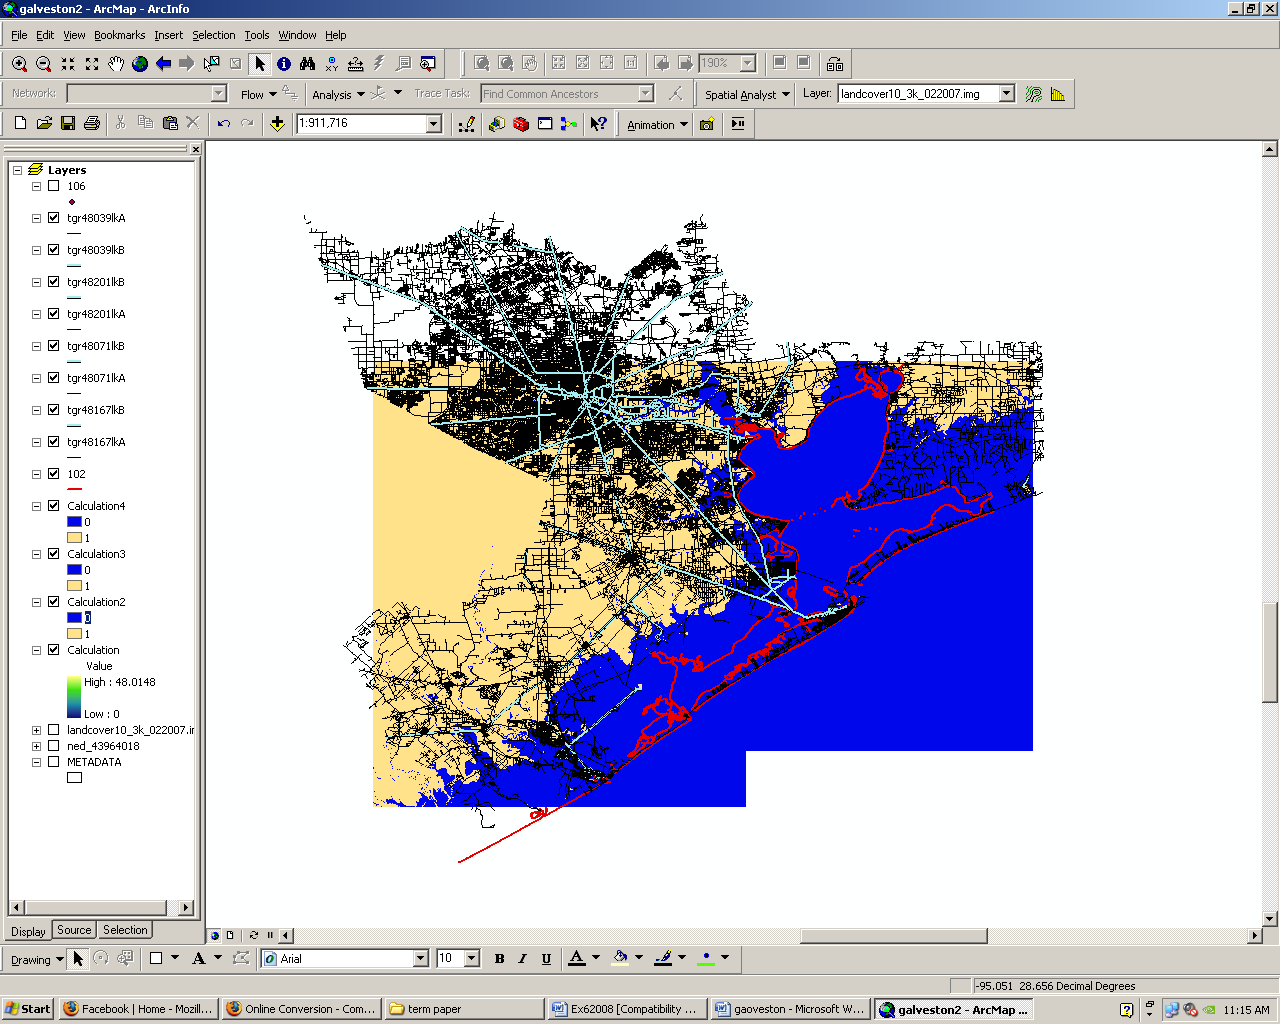 galveston2 - ArcMap - ArcInfo
File Edit View Bookmarks Insert Selection Tools Window Help
190%
Network: Flow Analysis Trace Task: Find Common Ancestors Spatial Analyst Layer: landcover10_3k_022007.img
1:911,716 Animation
Layers
106
tgr48039lkA
tgr48039lkB
tgr48201lkB
tgr48201lkA
tgr48071lkB
tgr48071lkA
tgr48167lkB
tgr48167lkA
102
Calculation4
0
1
Calculation3
0
1
Calculation2
0
1
Calculation
Value
High : 48.0148
Low : 0
landcover10_3k_022007.ir
ned_43964018
METADATA
Display Source Selection
Drawing A Arial 10 B I U A
-95.051 28.656 Decimal Degrees
Start Facebook | Home - Mozill... Online Conversion - Com... term paper Ex62008 [Compatibility ... gaoveston - Microsoft W... galveston2 - ArcMap ... 11:15 AM